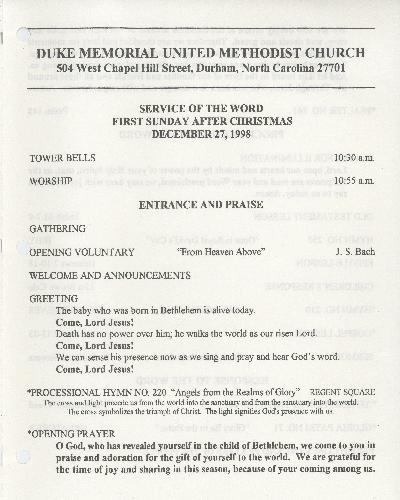 DUKE MEMORIAL UNITED METHODIST CHURCH
504 West Chapel Hill Street, Durham, North Carolina 27701
SERVICE OF THE WORD
FIRST SUNDAY AFTER CHRISTMAS
DECEMBER 27, 1998
TOWER BELLS 10:30 a.m.
WORSHIP 10:55 a.m.
ENTRANCE AND PRAISE
GATHERING
OPENING VOLUNTARY "From Heaven Above" J. S. Bach
WELCOME AND ANNOUNCEMENTS
GREETING
The baby who was born in Bethlehem is alive today.
Come, Lord Jesus!
Death has no power over him; he walks the world as our risen Lord.
Come, Lord Jesus!
We can sense his presence now as we sing and pray and hear God's word.
Come, Lord Jesus!
*PROCESSIONAL HYMN NO. 220 "Angels from the Realms of Glory" REGENT SQUARE
The cross and light precede us from the world into the sanctuary and from the sanctuary into the world.
The cross symbolizes the triumph of Christ. The light signifies God's presence with us.
*OPENING PRAYER
O God, who has revealed yourself in the child of Bethlehem, we come to you in
praise and adoration for the gift of yourself to the world. We are grateful for
the time of joy and sharing in this season, because of your coming among us.